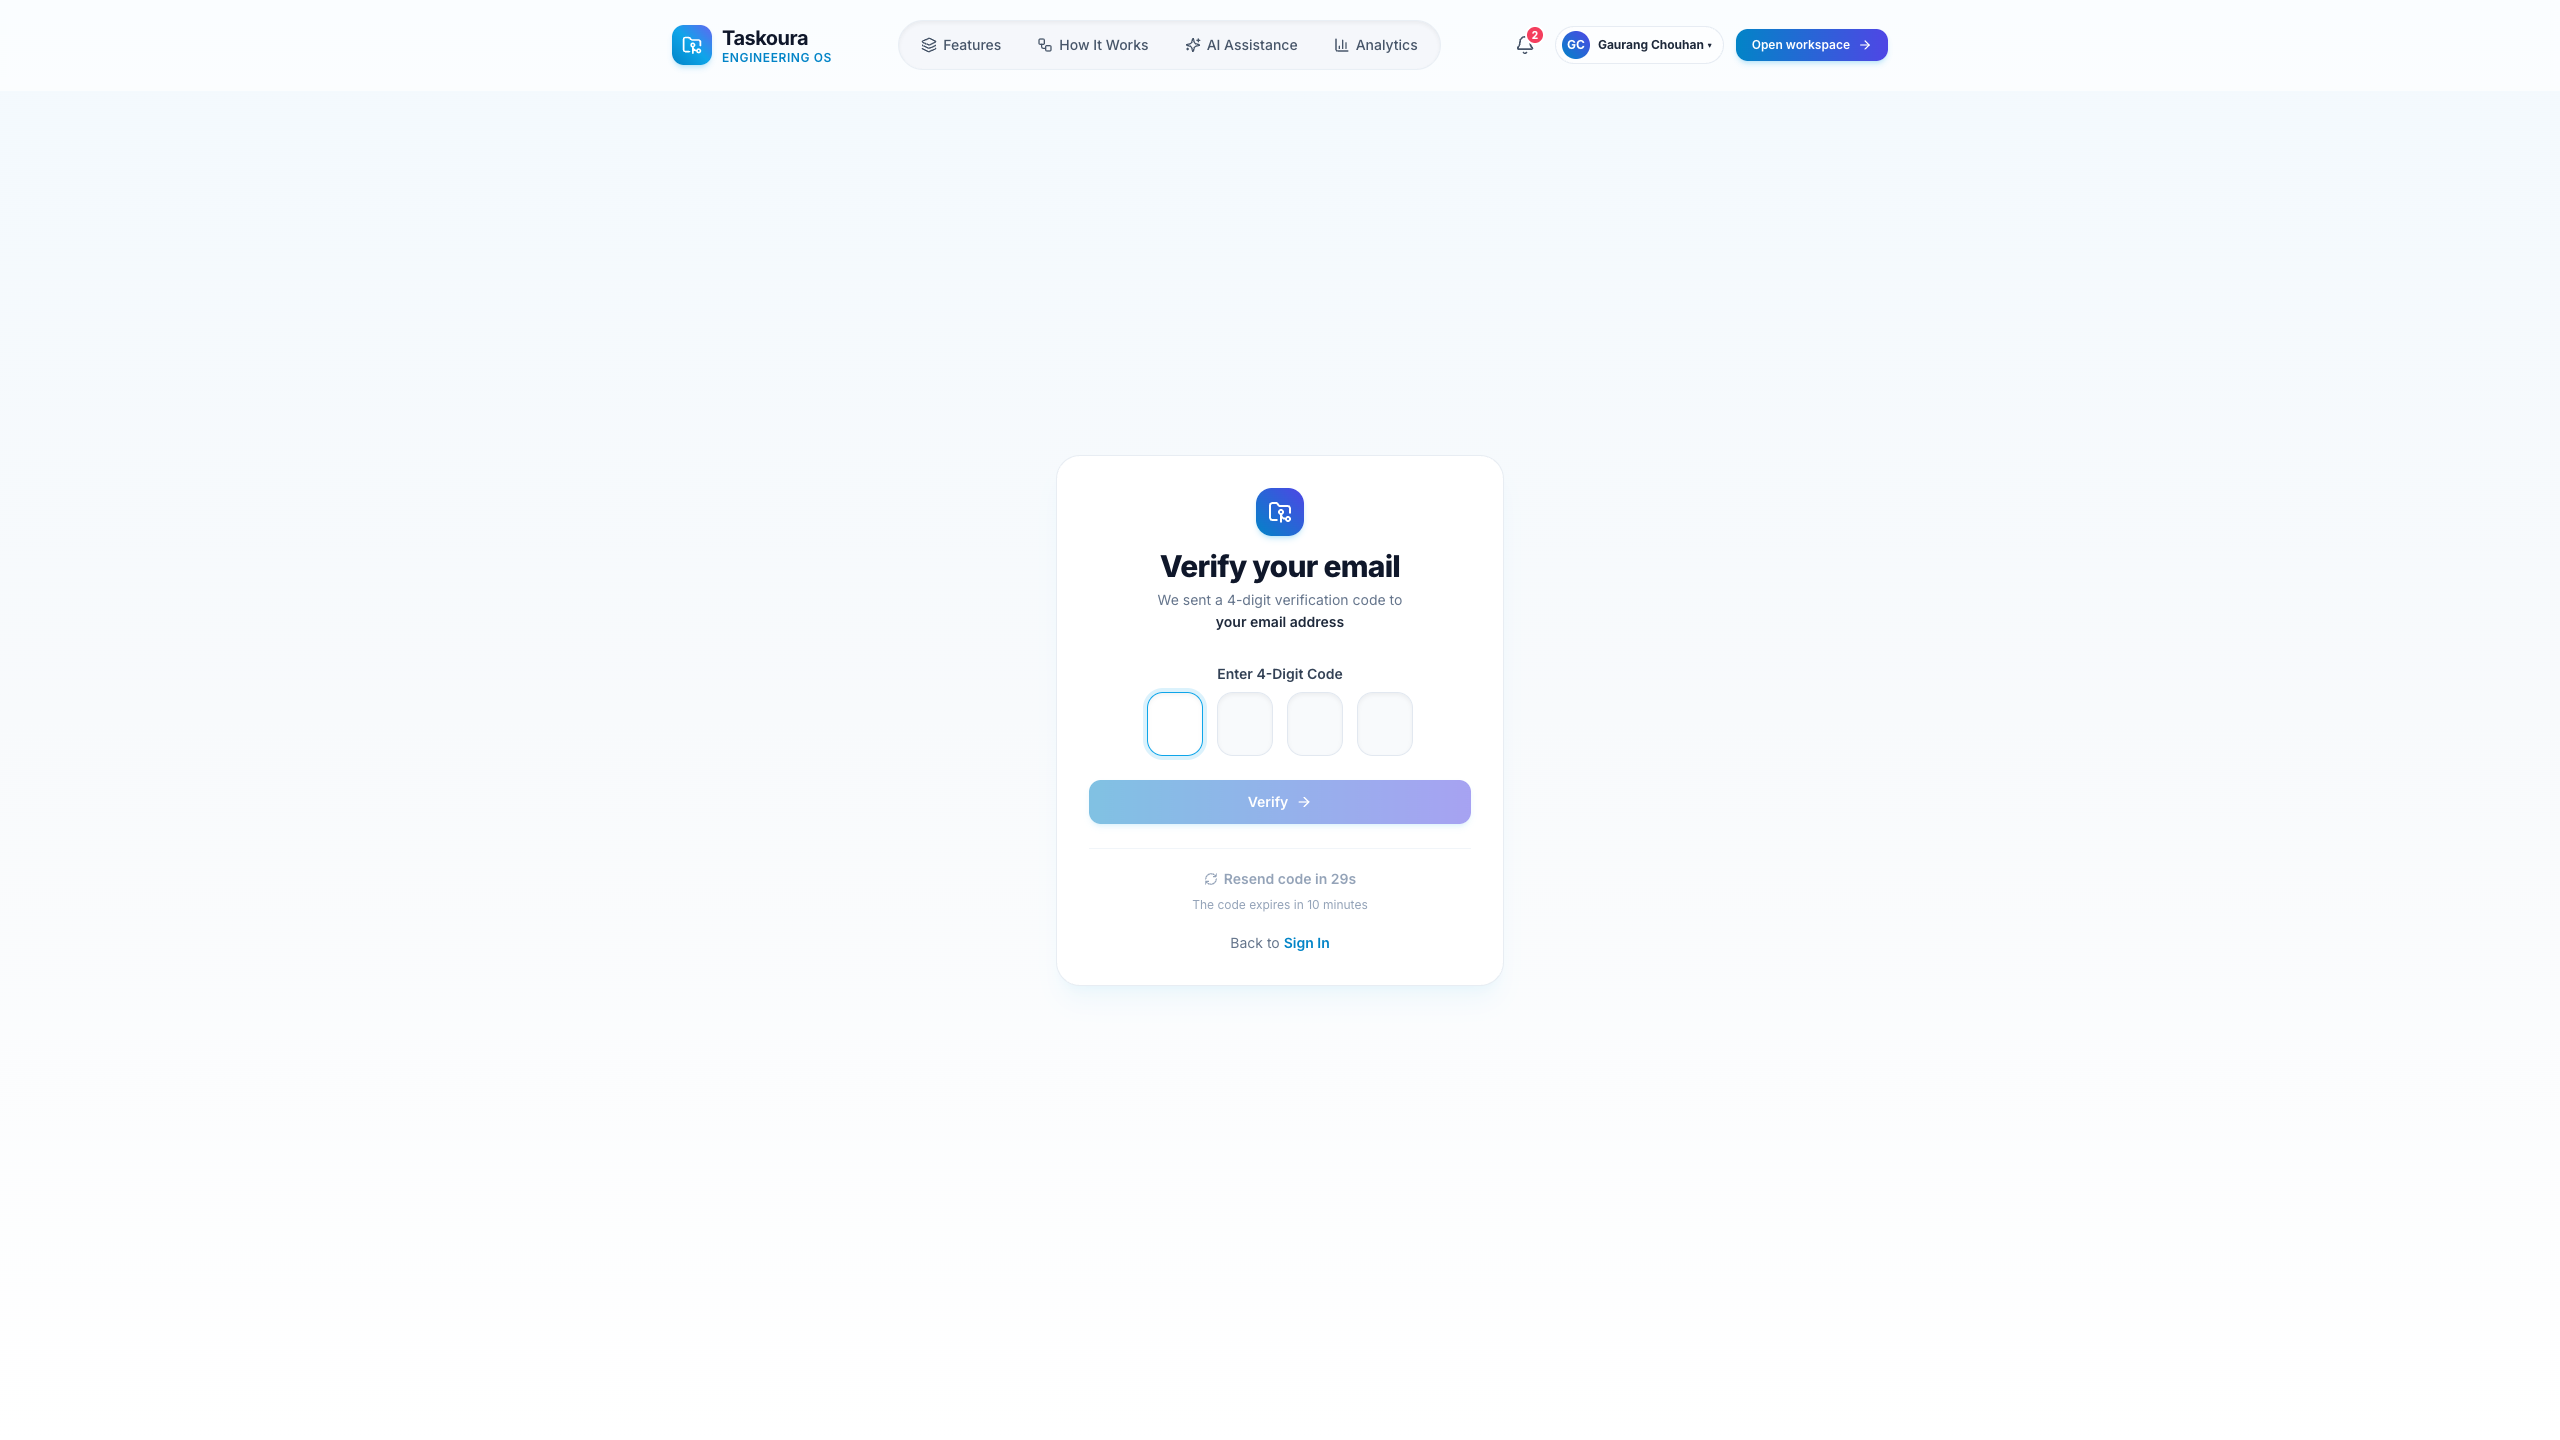 Taskoura
ENGINEERING OS
Features
How It Works
AI Assistance
Analytics
2
GC
Gaurang Chouhan
Open workspace
Verify your email
We sent a 4-digit verification code to
your email address
Enter 4-Digit Code
Verify
Resend code in 29s
The code expires in 10 minutes
Back to Sign In